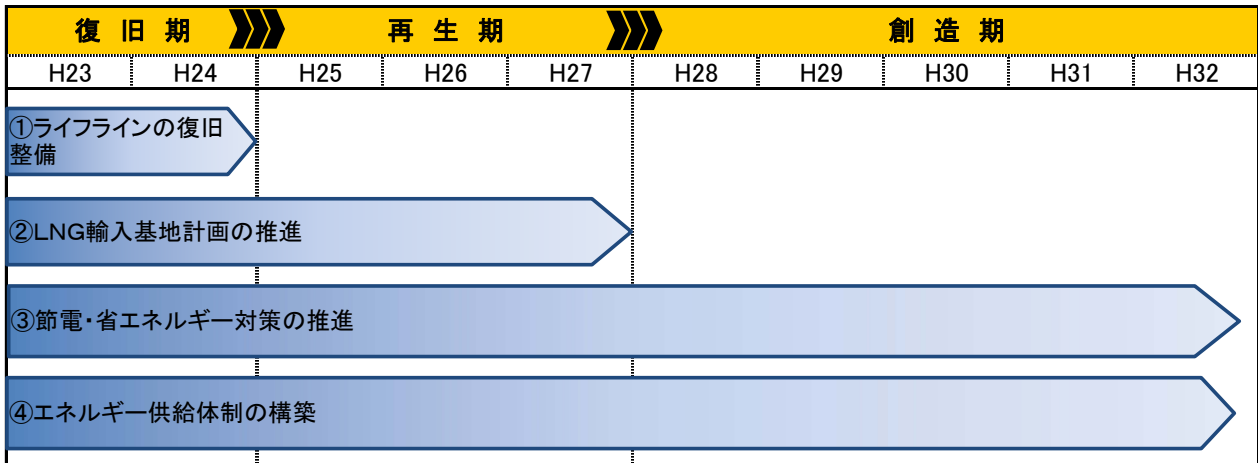 復旧期 再生期 創造期
H23 H24 H25 H26 H27 H28 H29 H30 H31 H32
①ライフラインの復旧
整備
②LNG輸入基地計画の推進
③節電・省エネルギー対策の推進
④エネルギー供給体制の構築